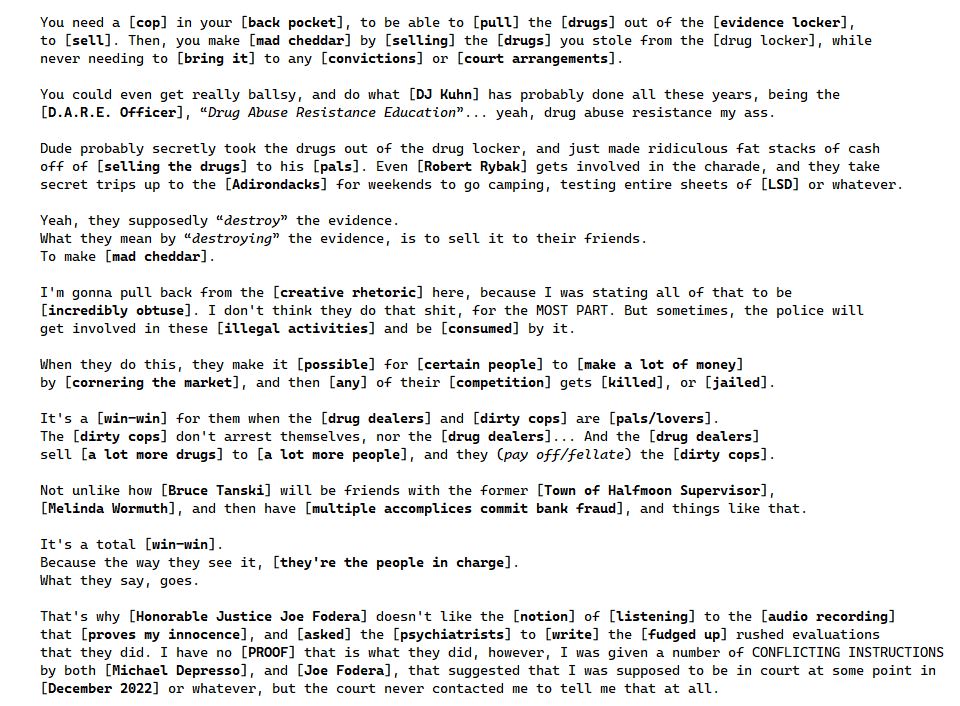 You need a [cop] in your [back pocket], to be able to [pull] the [drugs] out of the [evidence locker],
to [sell]. Then, you make [mad cheddar] by [selling] the [drugs] you stole from the [drug locker], while
never needing to [bring it] to any [convictions] or [court arrangements].
You could even get really ballsy, and do what [DJ Kuhn] has probably done all these years, being the
[D.A.R.E. Officer], “Drug Abuse Resistance Education”... yeah, drug abuse resistance my ass.
Dude probably secretly took the drugs out of the drug locker, and just made ridiculous fat stacks of cash
off of [selling the drugs] to his [pals]. Even [Robert Rybak] gets involved in the charade, and they take
secret trips up to the [Adirondacks] for weekends to go camping, testing entire sheets of [LSD] or whatever.
Yeah, they supposedly “destroy” the evidence.
What they mean by “destroying” the evidence, is to sell it to their friends.
To make [mad cheddar].
I'm gonna pull back from the [creative rhetoric] here, because I was stating all of that to be
[incredibly obtuse]. I don't think they do that shit, for the MOST PART. But sometimes, the police will
get involved in these [illegal activities] and be [consumed] by it.
When they do this, they make it [possible] for [certain people] to [make a lot of money]
by [cornering the market], and then [any] of their [competition] gets [killed], or [jailed].
It's a [win-win] for them when the [drug dealers] and [dirty cops] are [pals/lovers].
The [dirty cops] don't arrest themselves, nor the [drug dealers]... And the [drug dealers]
sell [a lot more drugs] to [a lot more people], and they (pay off/fellate) the [dirty cops].
Not unlike how [Bruce Tanski] will be friends with the former [Town of Halfmoon Supervisor],
[Melinda Wormuth], and then have [multiple accomplices commit bank fraud], and things like that.
It's a total [win-win].
Because the way they see it, [they're the people in charge].
What they say, goes.
That's why [Honorable Justice Joe Fodera] doesn't like the [notion] of [listening] to the [audio recording]
that [proves my innocence], and [asked] the [psychiatrists] to [write] the [fudged up] rushed evaluations
that they did. I have no [PROOF] that is what they did, however, I was given a number of CONFLICTING INSTRUCTIONS
by both [Michael Depresso], and [Joe Fodera], that suggested that I was supposed to be in court at some point in
[December 2022] or whatever, but the court never contacted me to tell me that at all.